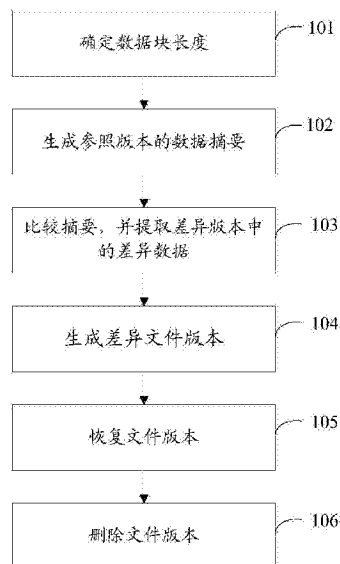 确定数据块长度
101
生成参照版本的数据摘要
102
比较摘要，并提取差异版本中
的差异数据
103
生成差异文件版本
104
恢复文件版本
105
删除文件版本
106